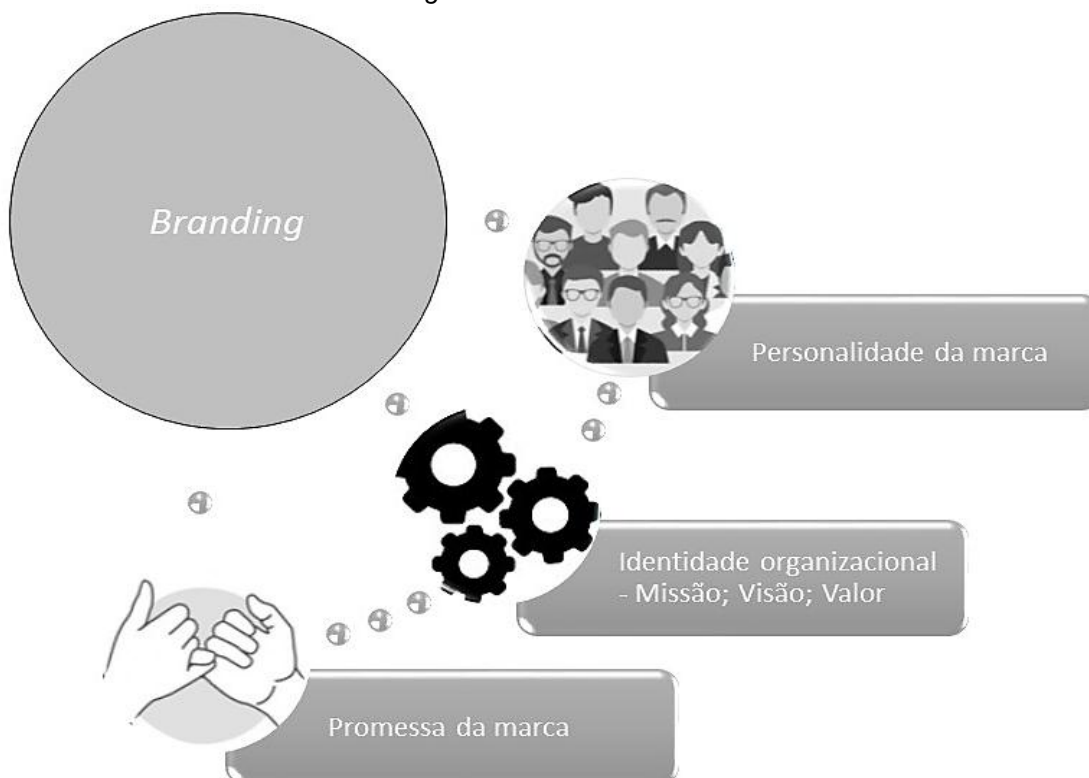 Branding
Personalidade da marca
Identidade organizacional
- Missão; Visão; Valor
Promessa da marca